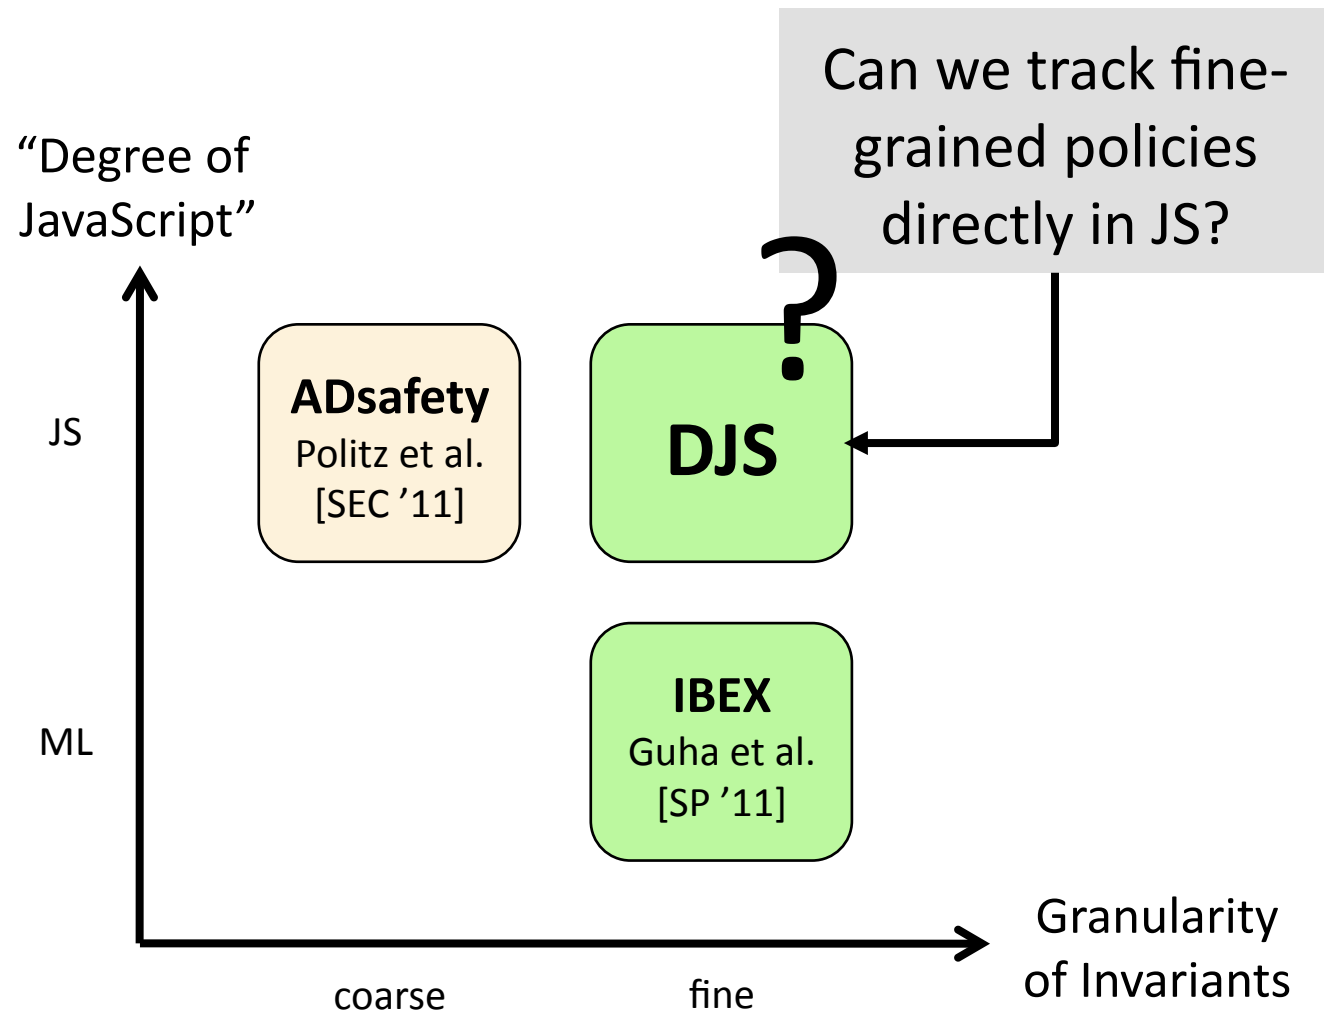 Can we track fine-
grained policies
directly in JS?
“Degree of
JavaScript”
?
JS
ADsafety
Politz et al.
[SEC ’11]
DJS
ML
IBEX
Guha et al.
[SP ’11]
Granularity
of Invariants
coarse
fine